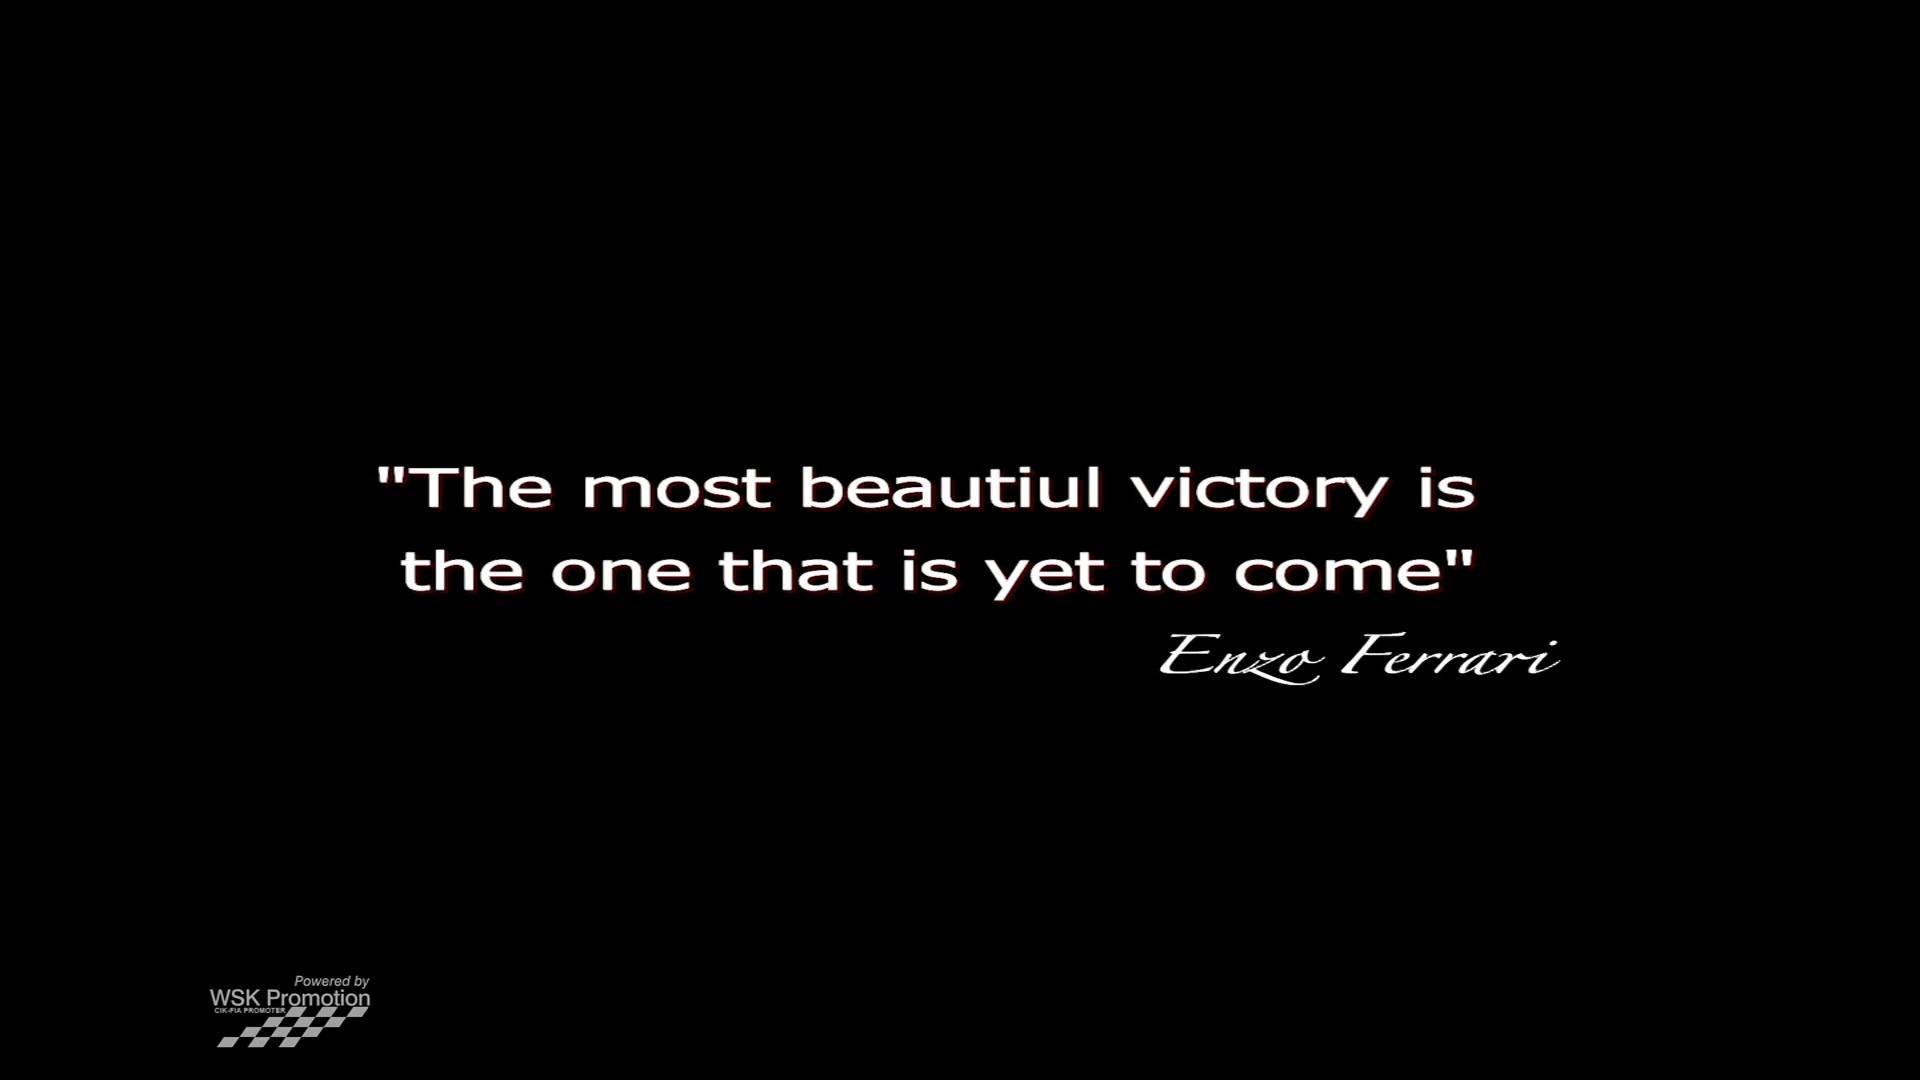 "The most beautiul victory is
the one that is yet to come"
Enzo Ferrari
Powered by
WSK Promotion
CIK-FIA PROMOTER